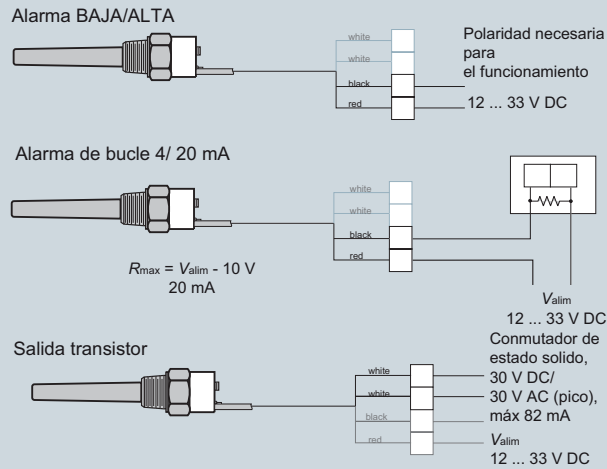 Alarma BAJA/ALTA
white
white
black
red
Polaridad necesaria
para
el funcionamiento
12 ... 33 V DC
Alarma de bucle 4/ 20 mA
white
white
black
red
Rmax = Valim - 10 V
20 mA
Valim
12 ... 33 V DC
Salida transistor
white
white
black
red
Conmutador de
estado solido,
30 V DC/
30 V AC (pico),
máx 82 mA
Valim
12 ... 33 V DC